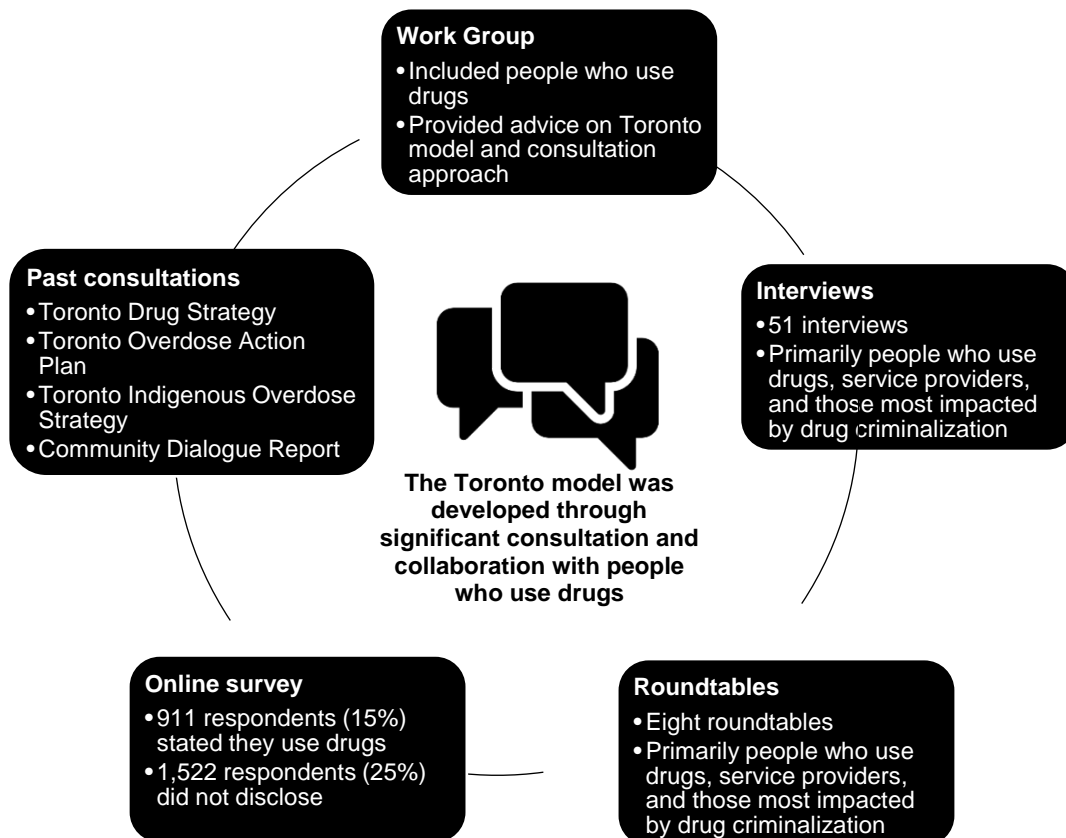 Work Group
•Included people who use
drugs
•Provided advice on Toronto
model and consultation
approach
Interviews
•51 interviews
•Primarily people who use
drugs, service providers,
and those most impacted
by drug criminalization
Roundtables
•Eight roundtables
•Primarily people who use
drugs, service providers,
and those most impacted
by drug criminalization
Online survey
•911 respondents (15%)
stated they use drugs
•1,522 respondents (25%)
did not disclose
Past consultations
•Toronto Drug Strategy
•Toronto Overdose Action
Plan
•Toronto Indigenous Overdose
Strategy
•Community Dialogue Report
The Toronto model was
developed through
significant consultation and
collaboration with people
who use drugs